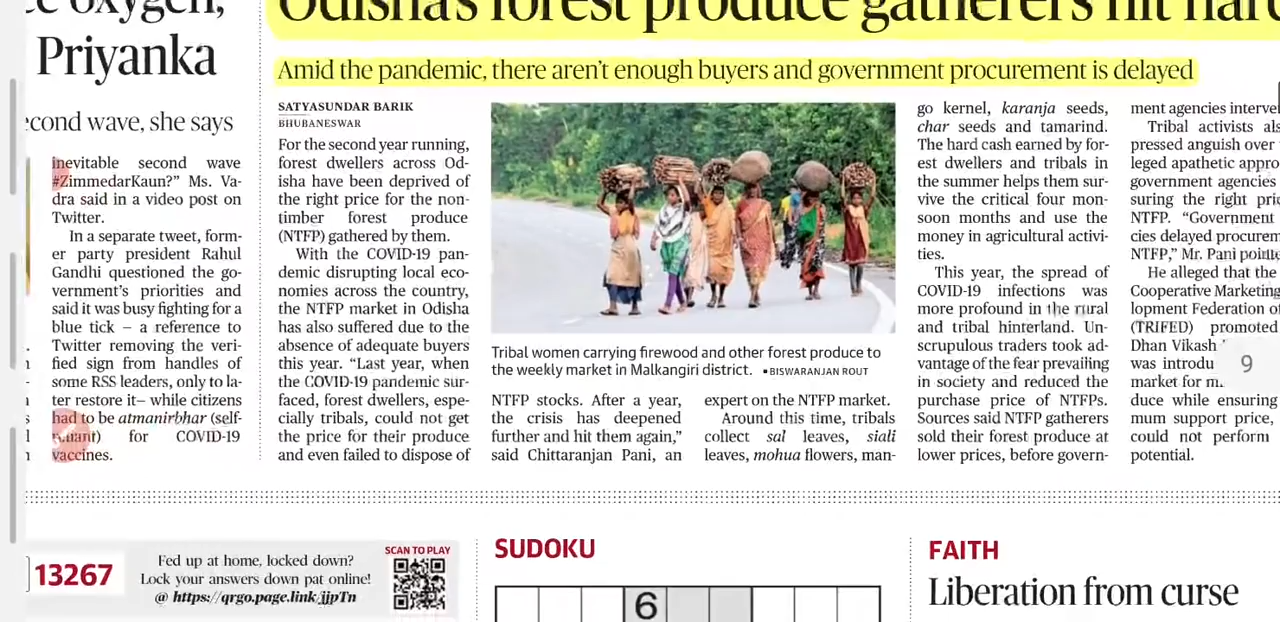 Priyanka
second wave, she says
inevitable second wave
#ZimmedarKaun?” Ms. Va-
dra said in a video post on
Twitter.
In a separate tweet, form-
er party president Rahul
Gandhi questioned the go-
vernment’s priorities and
said it was busy fighting for a
blue tick – a reference to
Twitter removing the veri-
fied sign from handles of
some RSS leaders, only to la-
ter restore it– while citizens
had to be atmanirbhar (self-
reliant) for COVID-19
vaccines.
Odisha’s forest produce gatherers hit hard
Amid the pandemic, there aren’t enough buyers and government procurement is delayed
SATYASUNDAR BARIK
BHUBANESWAR
For the second year running,
forest dwellers across Od-
isha have been deprived of
the right price for the non-
timber forest produce
(NTFP) gathered by them.
With the COVID-19 pan-
demic disrupting local eco-
nomies across the country,
the NTFP market in Odisha
has also suffered due to the
absence of adequate buyers
this year. “Last year, when
the COVID-19 pandemic sur-
faced, forest dwellers, espe-
cially tribals, could not get
the price for their produce
and even failed to dispose of
Tribal women carrying firewood and other forest produce to
the weekly market in Malkangiri district. ▪BISWARANJAN ROUT
NTFP stocks. After a year,
the crisis has deepened
further and hit them again,”
said Chittaranjan Pani, an
expert on the NTFP market.
Around this time, tribals
collect sal leaves, siali
leaves, mohua flowers, man-
go kernel, karanja seeds,
char seeds and tamarind.
The hard cash earned by for-
est dwellers and tribals in
the summer helps them sur-
vive the critical four mon-
soon months and use the
money in agricultural activi-
ties.
This year, the spread of
COVID-19 infections was
more profound in the rural
and tribal hinterland. Un-
scrupulous traders took ad-
vantage of the fear prevailing
in society and reduced the
purchase price of NTFPs.
Sources said NTFP gatherers
sold their forest produce at
lower prices, before govern-
ment agencies interve
Tribal activists als
pressed anguish over
leged apathetic appro
government agencies
suring the right pric
NTFP. “Government
cies delayed procurem
NTFP,” Mr. Pani pointe
He alleged that the
Cooperative Marketing
lopment Federation o
(TRIFED) promoted
Dhan Vikash
was introdu
market for m
duce while ensuring
mum support price,
could not perform
potential.
9
13267
Fed up at home, locked down?
Lock your answers down pat online!
@ https://qrgo.page.link/jjpTn
SCAN TO PLAY
SUDOKU
6
FAITH
Liberation from curse